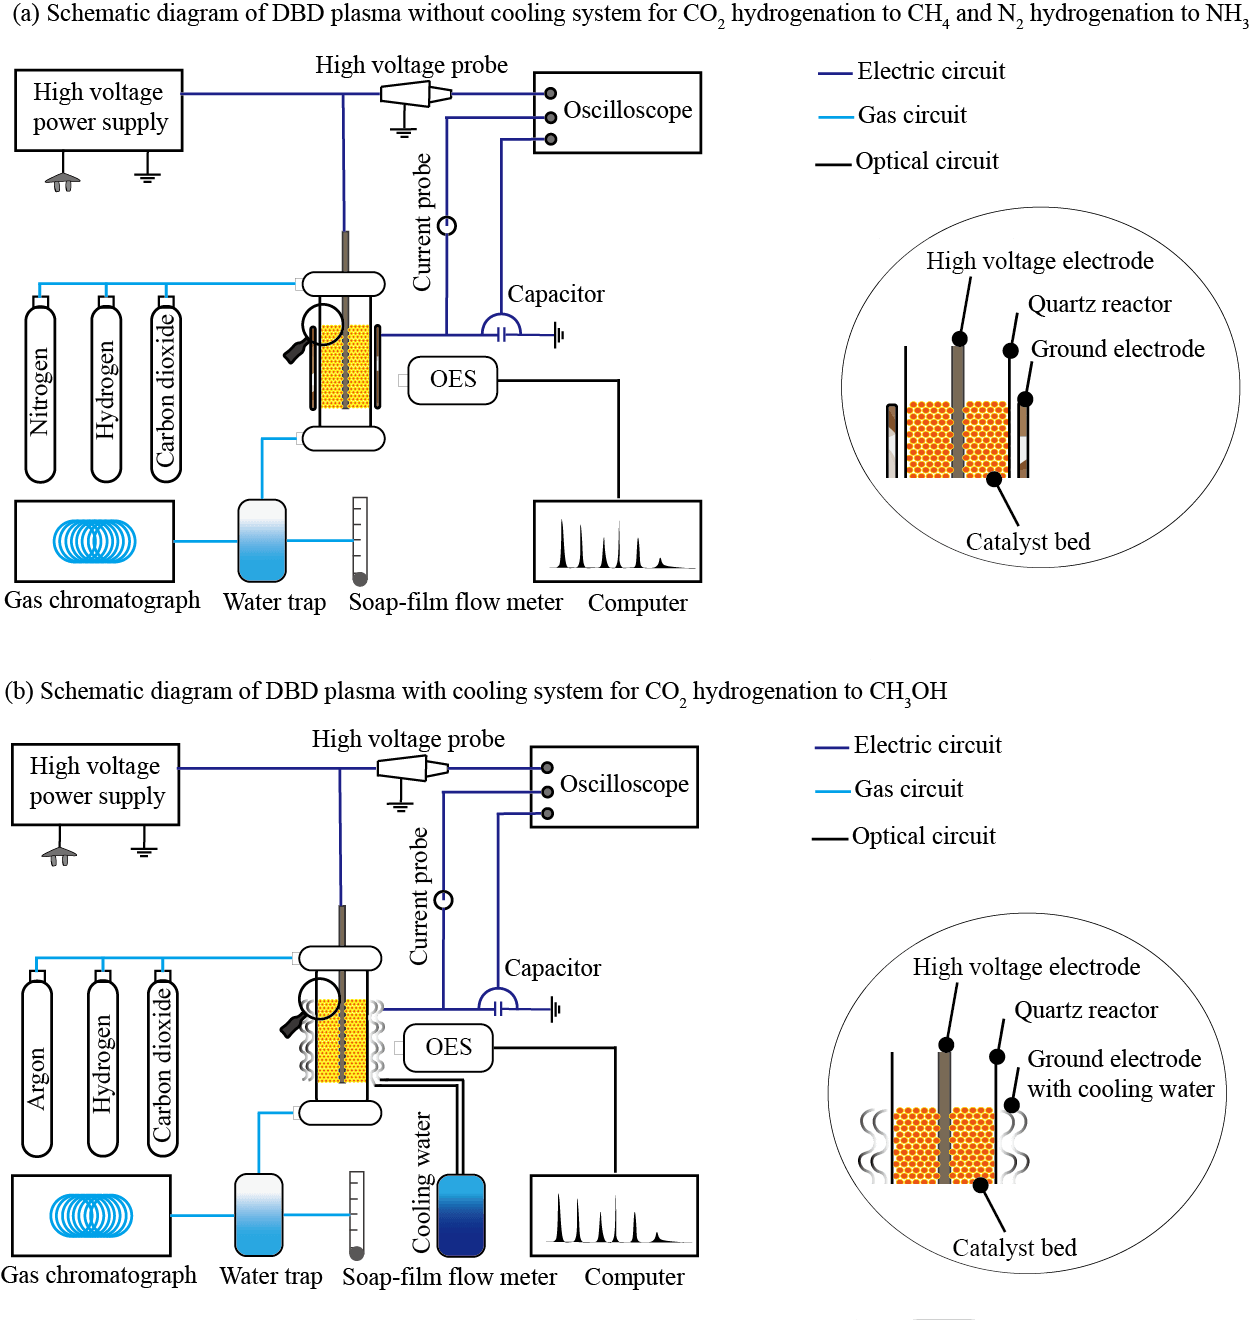 (a) Schematic diagram of DBD plasma without cooling system for CO2 hydrogenation to CH4 and N2 hydrogenation to NH3
High voltage probe
High voltage
power supply
Oscilloscope
Electric circuit
Gas circuit
Optical circuit
Current probe
Capacitor
Nitrogen
Hydrogen
Carbon dioxide
OES
High voltage electrode
Quartz reactor
Ground electrode
Catalyst bed
Gas chromatograph
Water trap
Soap-film flow meter
Computer
(b) Schematic diagram of DBD plasma with cooling system for CO2 hydrogenation to CH3OH
High voltage probe
High voltage
power supply
Oscilloscope
Electric circuit
Gas circuit
Optical circuit
Current probe
Capacitor
Argon
Hydrogen
Carbon dioxide
OES
High voltage electrode
Quartz reactor
Ground electrode
with cooling water
Catalyst bed
Cooling water
Gas chromatograph
Water trap
Soap-film flow meter
Computer